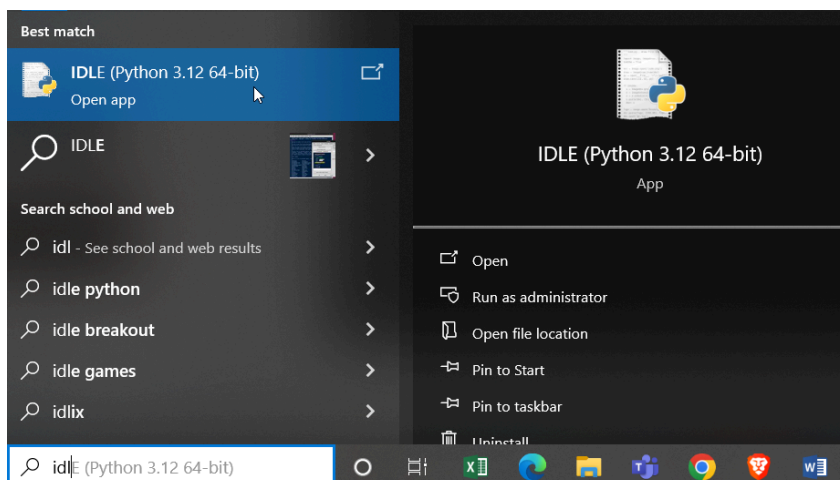 Best match
IDLE (Python 3.12 64-bit)
Open app
IDLE
Search school and web
idl - See school and web results
idle python
idle breakout
idle games
idlix
idlE (Python 3.12 64-bit)
IDLE (Python 3.12 64-bit)
App
Open
Run as administrator
Open file location
Pin to Start
Pin to taskbar
Uninstall